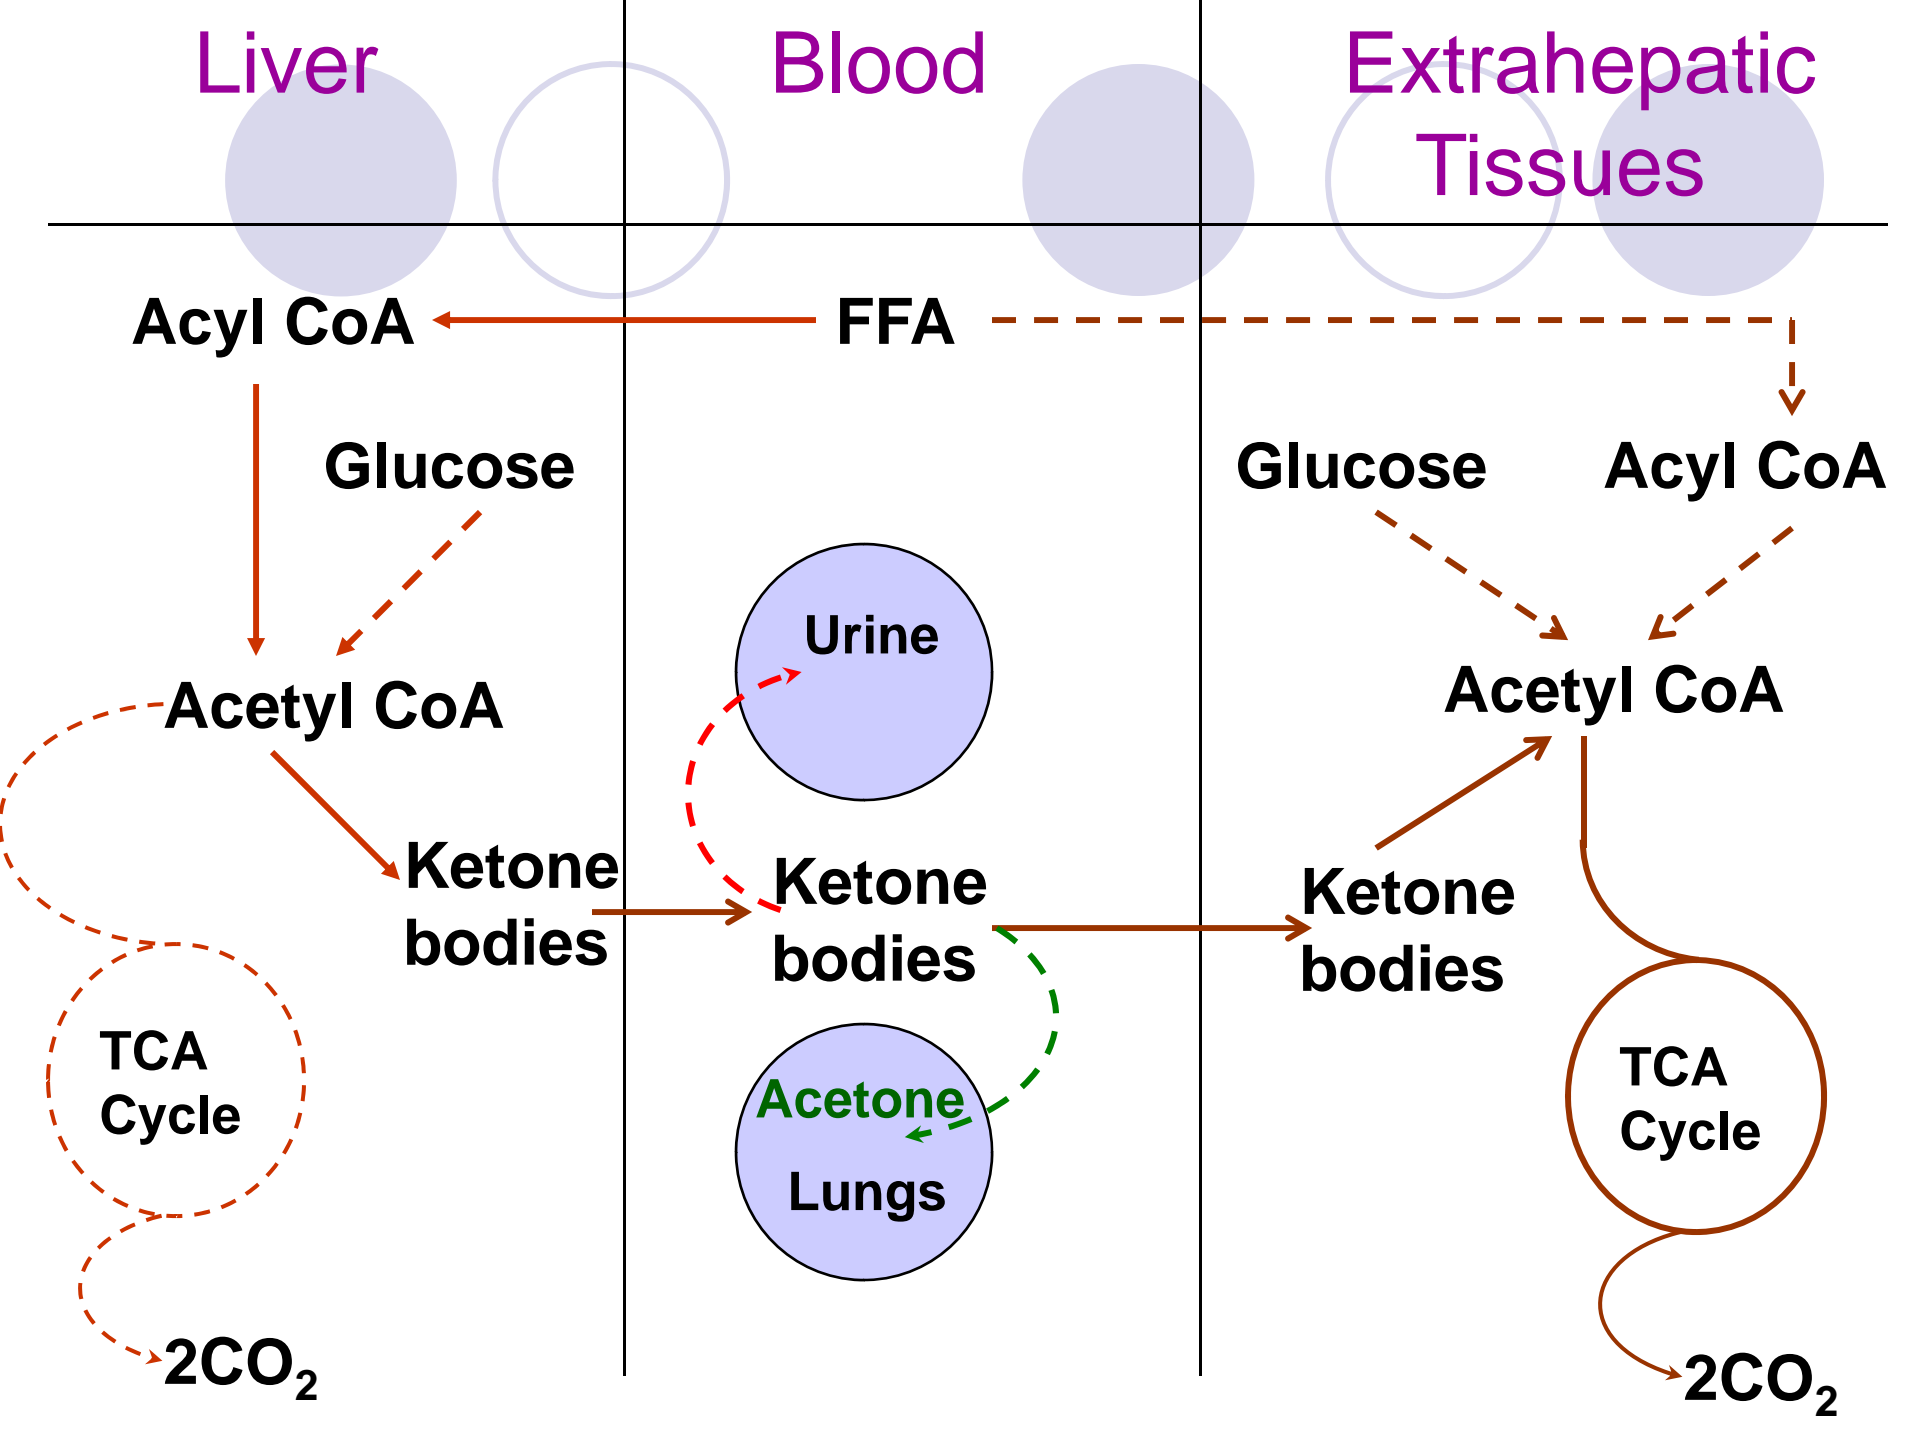 Liver
Blood
Extrahepatic
Tissues
Acyl CoA
FFA
Glucose
Glucose
Acyl CoA
Urine
Acetyl CoA
Acetyl CoA
Ketone
bodies
Ketone
bodies
Ketone
bodies
TCA
Cycle
Acetone
Lungs
TCA
Cycle
2CO₂
2CO₂